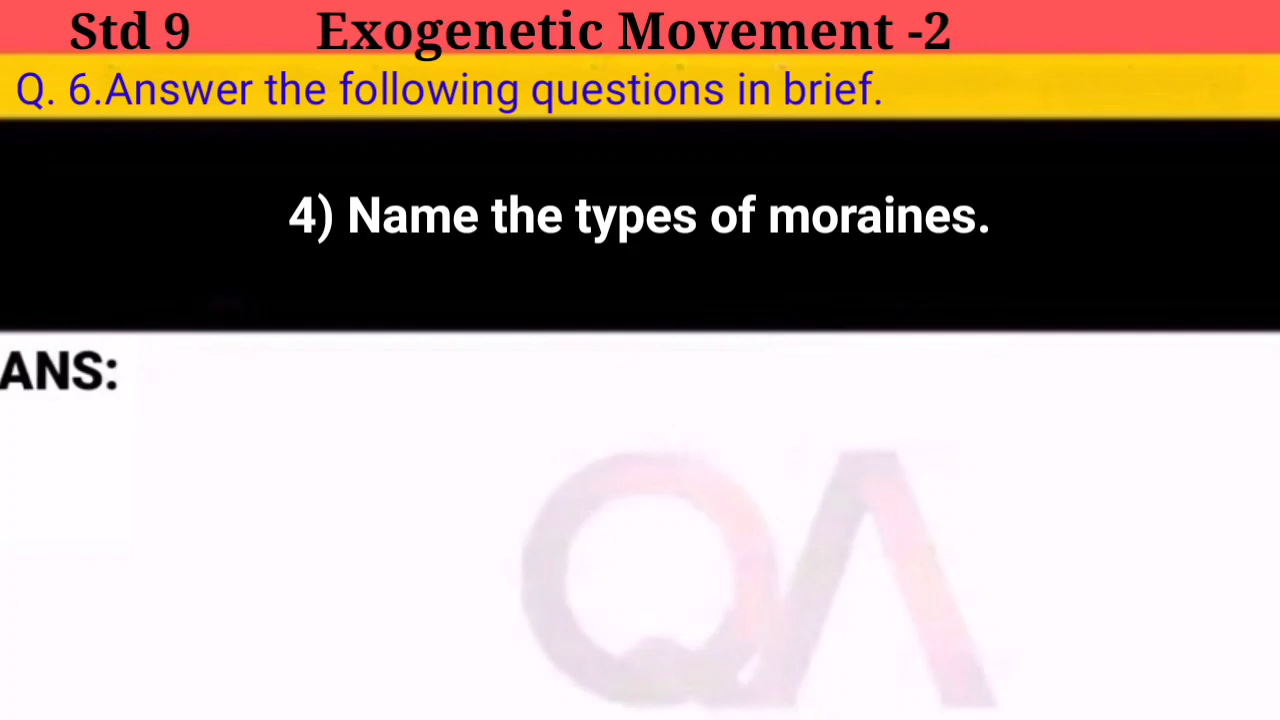 Std 9 Exogenetic Movement -2
Q. 6.Answer the following questions in brief.
4) Name the types of moraines.
ANS:
QA